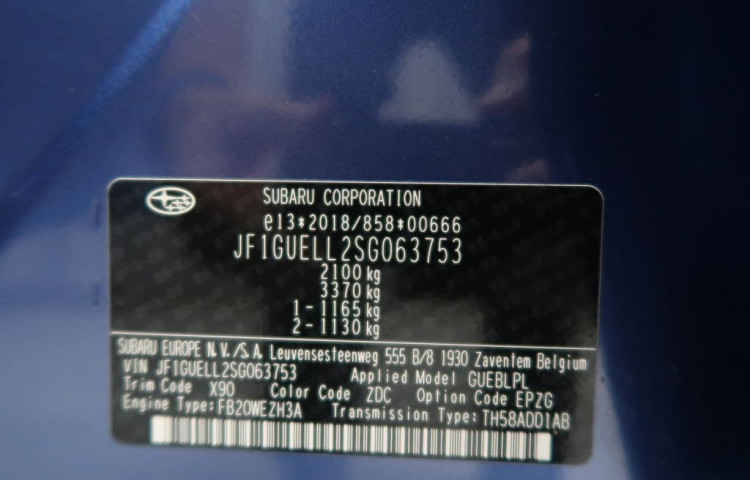 SUBARU CORPORATION
e13*2018/858*00666
JF1GUELL2SG063753
2100 kg
3370 kg
1 - 1165 kg
2 - 1130 kg
SUBARU EUROPE N.V./S.A. Leuvensesteenweg 555 B/8 1930 Zaventem Belgium
VIN JF1GUELL2SG063753 Applied Model GUEBLPL
Trim Code X90 Color Code ZDC Option Code EPZG
Engine Type: FB20WEZH3A Transmission Type: TH58ADD1AB